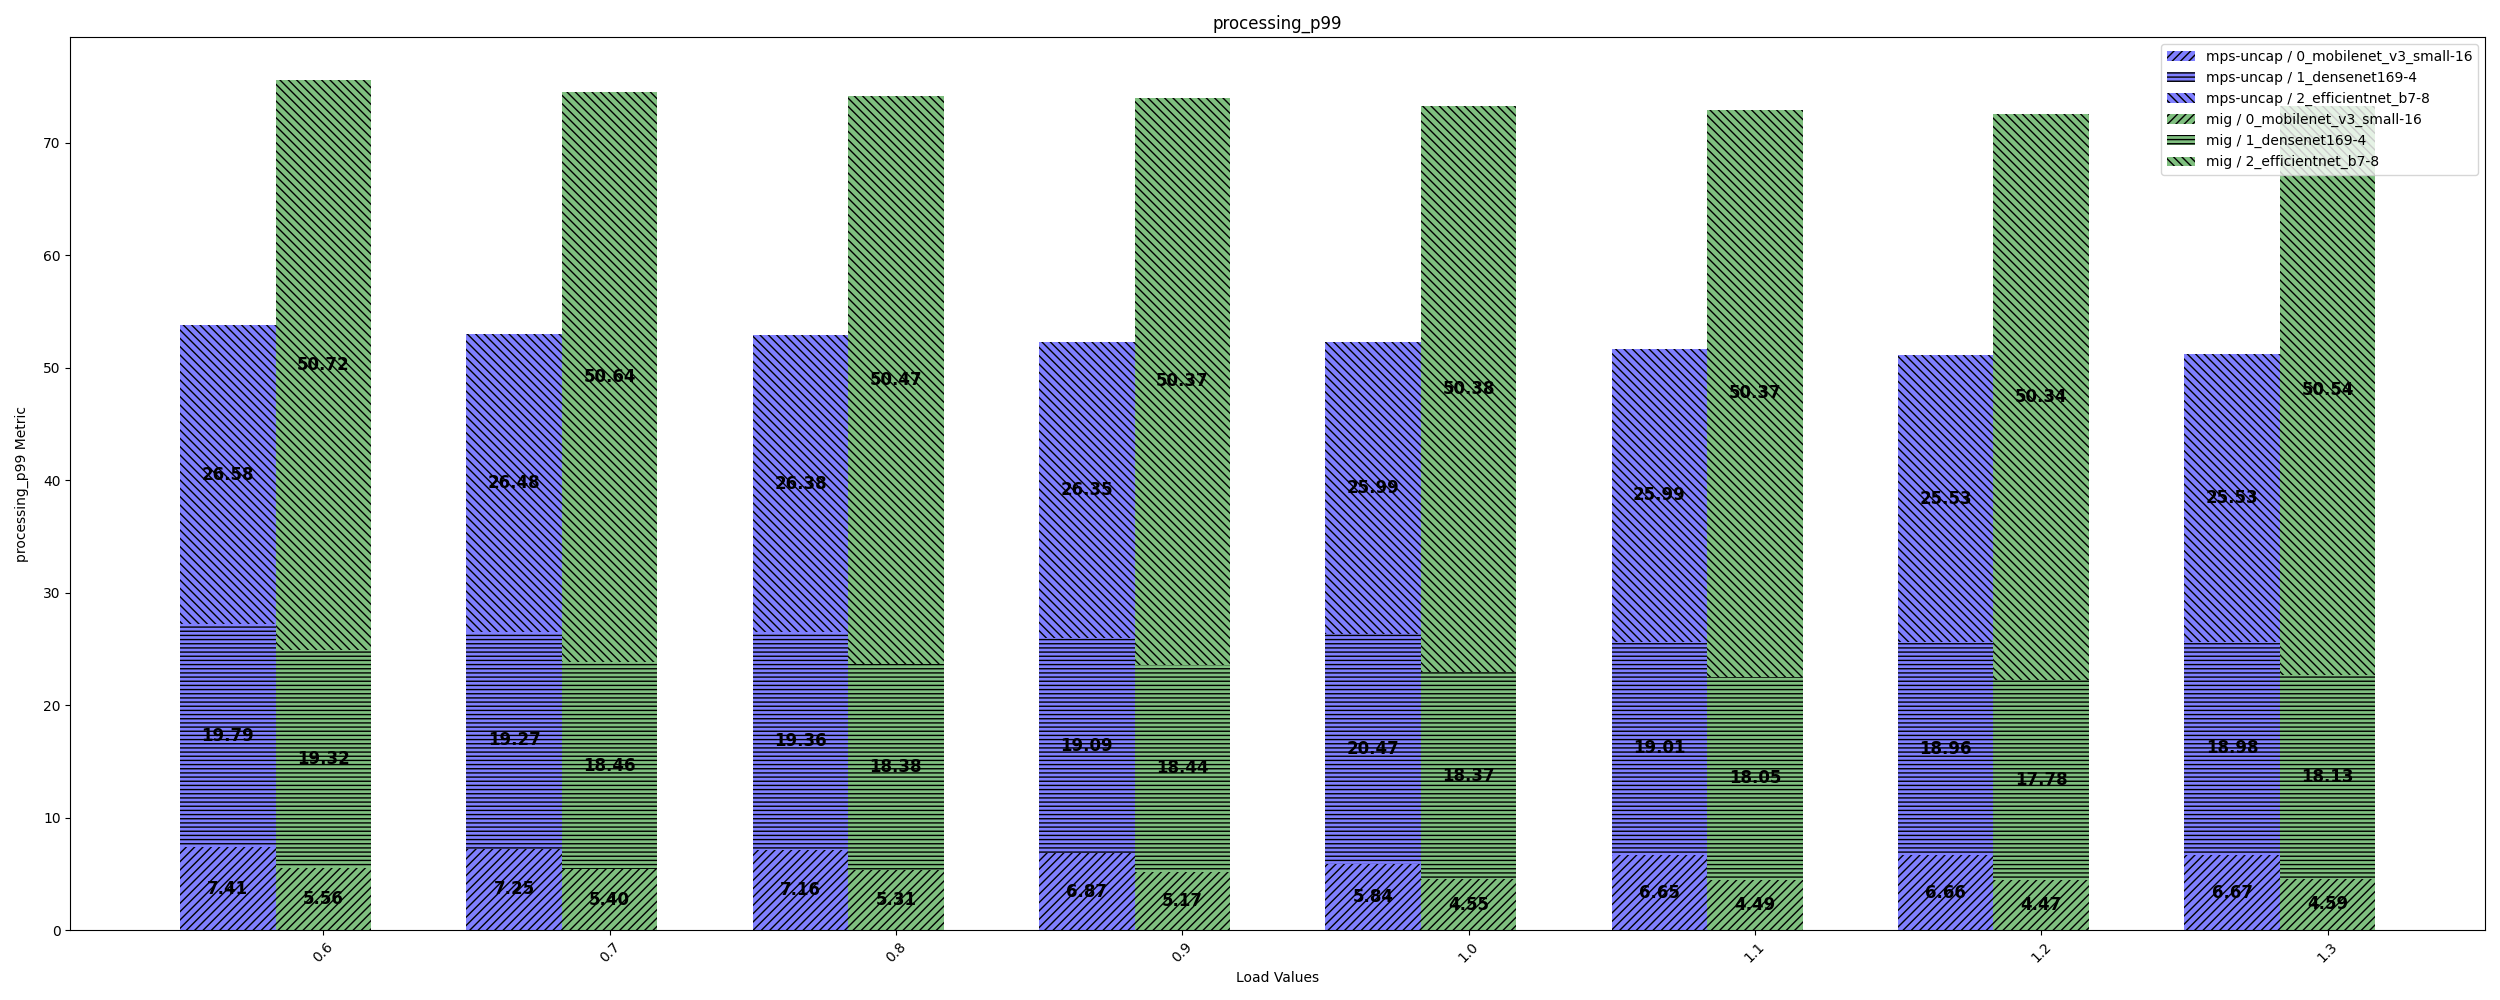 processing_p99
mps-uncap / 0_mobilenet_v3_small-16
mps-uncap / 1_densenet169-4
mps-uncap / 2_efficientnet_b7-8
mig / 0_mobilenet_v3_small-16
mig / 1_densenet169-4
mig / 2_efficientnet_b7-8
processing_p99 Metric
70
60
50
40
30
20
10
0
50.72 50.64 50.47 50.37 50.38 50.37 50.34 50.54
26.58 26.48 26.38 26.35 25.99 25.99 25.53 25.53
19.79 19.27 19.36 19.09 20.47 19.01 18.96 18.98
19.32 18.46 18.38 18.44 18.37 18.05 17.78 18.13
7.41 7.25 7.16 6.87 5.84 6.65 6.66 6.67
5.56 5.40 5.31 5.17 4.55 4.49 4.47 4.59
0.6 0.7 0.8 0.9 1.0 1.1 1.2 1.3
Load Values